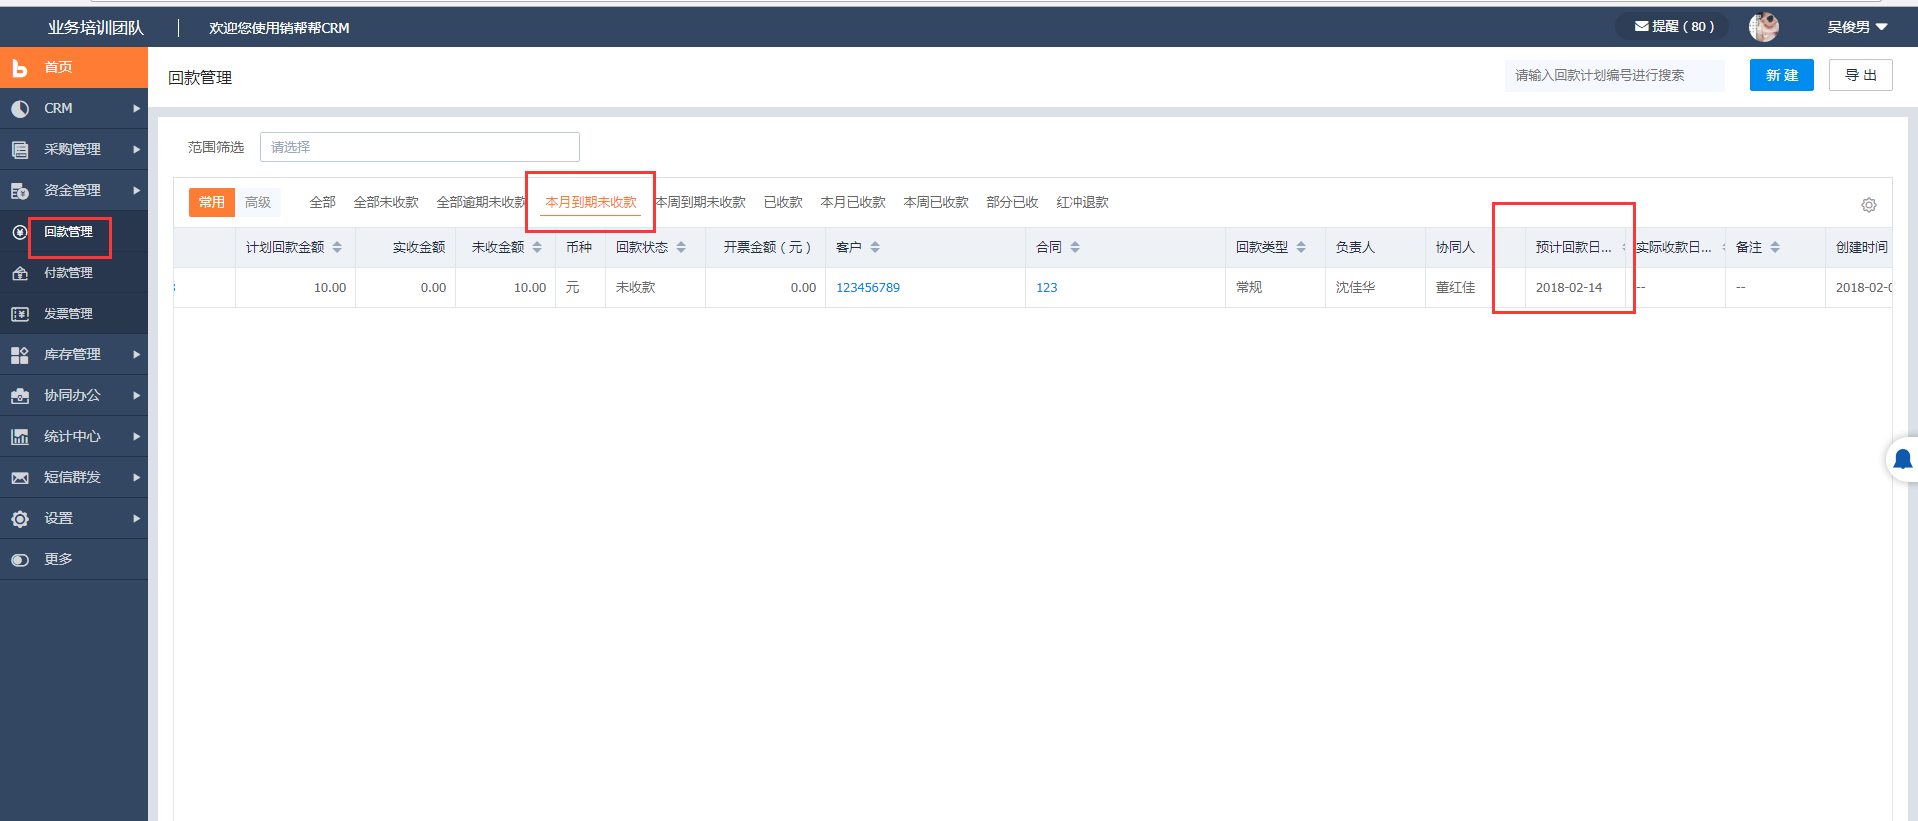 业务培训团队 欢迎您使用销帮帮CRM 提醒 ( 80 ) 吴俊男
首页
CRM
采购管理
资金管理
回款管理
付款管理
发票管理
库存管理
协同办公
统计中心
短信群发
设置
更多
回款管理 请输入回款计划编号进行搜索 新 建 导 出
范围筛选 请选择
常用 高级 全部 全部未收款 全部逾期未收款 本月到期未收款 本周到期未收款 已收款 本月已收款 本周已收款 部分已收 红冲退款
计划回款金额 实收金额 未收金额 币种 回款状态 开票金额 ( 元 ) 客户 合同 回款类型 负责人 协同人 预计回款日... 实际收款日... 备注 创建时间
10.00 0.00 10.00 元 未收款 0.00 123456789 123 常规 沈佳华 董红佳 2018-02-14 -- -- 2018-02-0